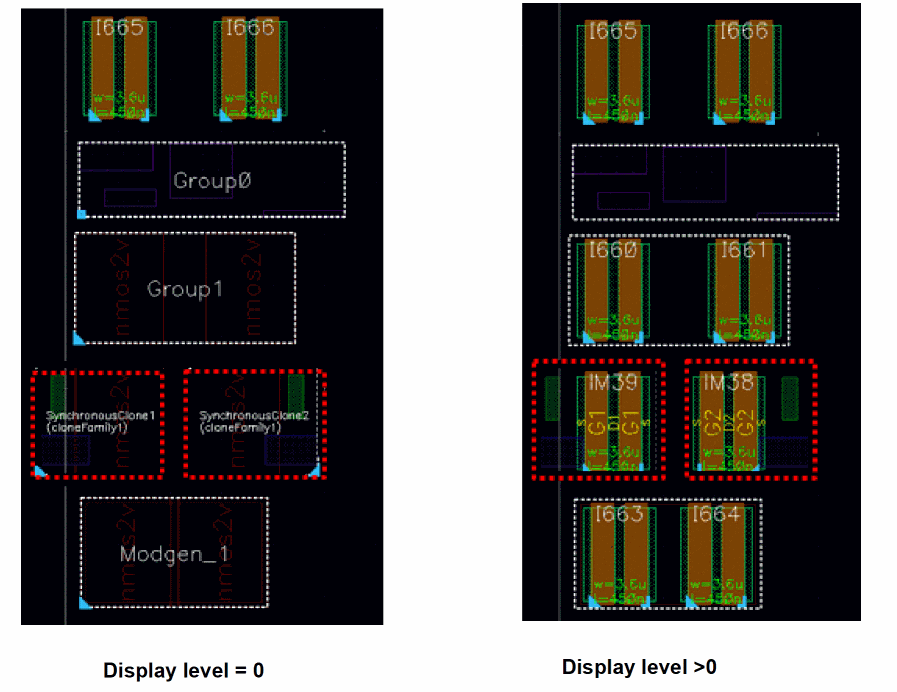 I665 I666
w=3.6u w=3.6u
l=450n l=450n
Group0
nmos2v nmos2v
Group1
nmos2v nmos2v
SynchronousClone1
(cloneFamily1)
SynchronousClone2
(cloneFamily1)
nmos2v nmos2v
Modgen_1
Display level = 0
I665 I666
w=3.6u w=3.6u
l=450n l=450n
I660 I661
w=3.6u w=3.6u
l=450n l=450n
IM39 IM38
S G1 D1 G1 S S G2 G2 S
w=3.6u w=3.6u
l=450n l=450n
I663 I664
w=3.6u w=3.6u
l=450n l=450n
Display level >0